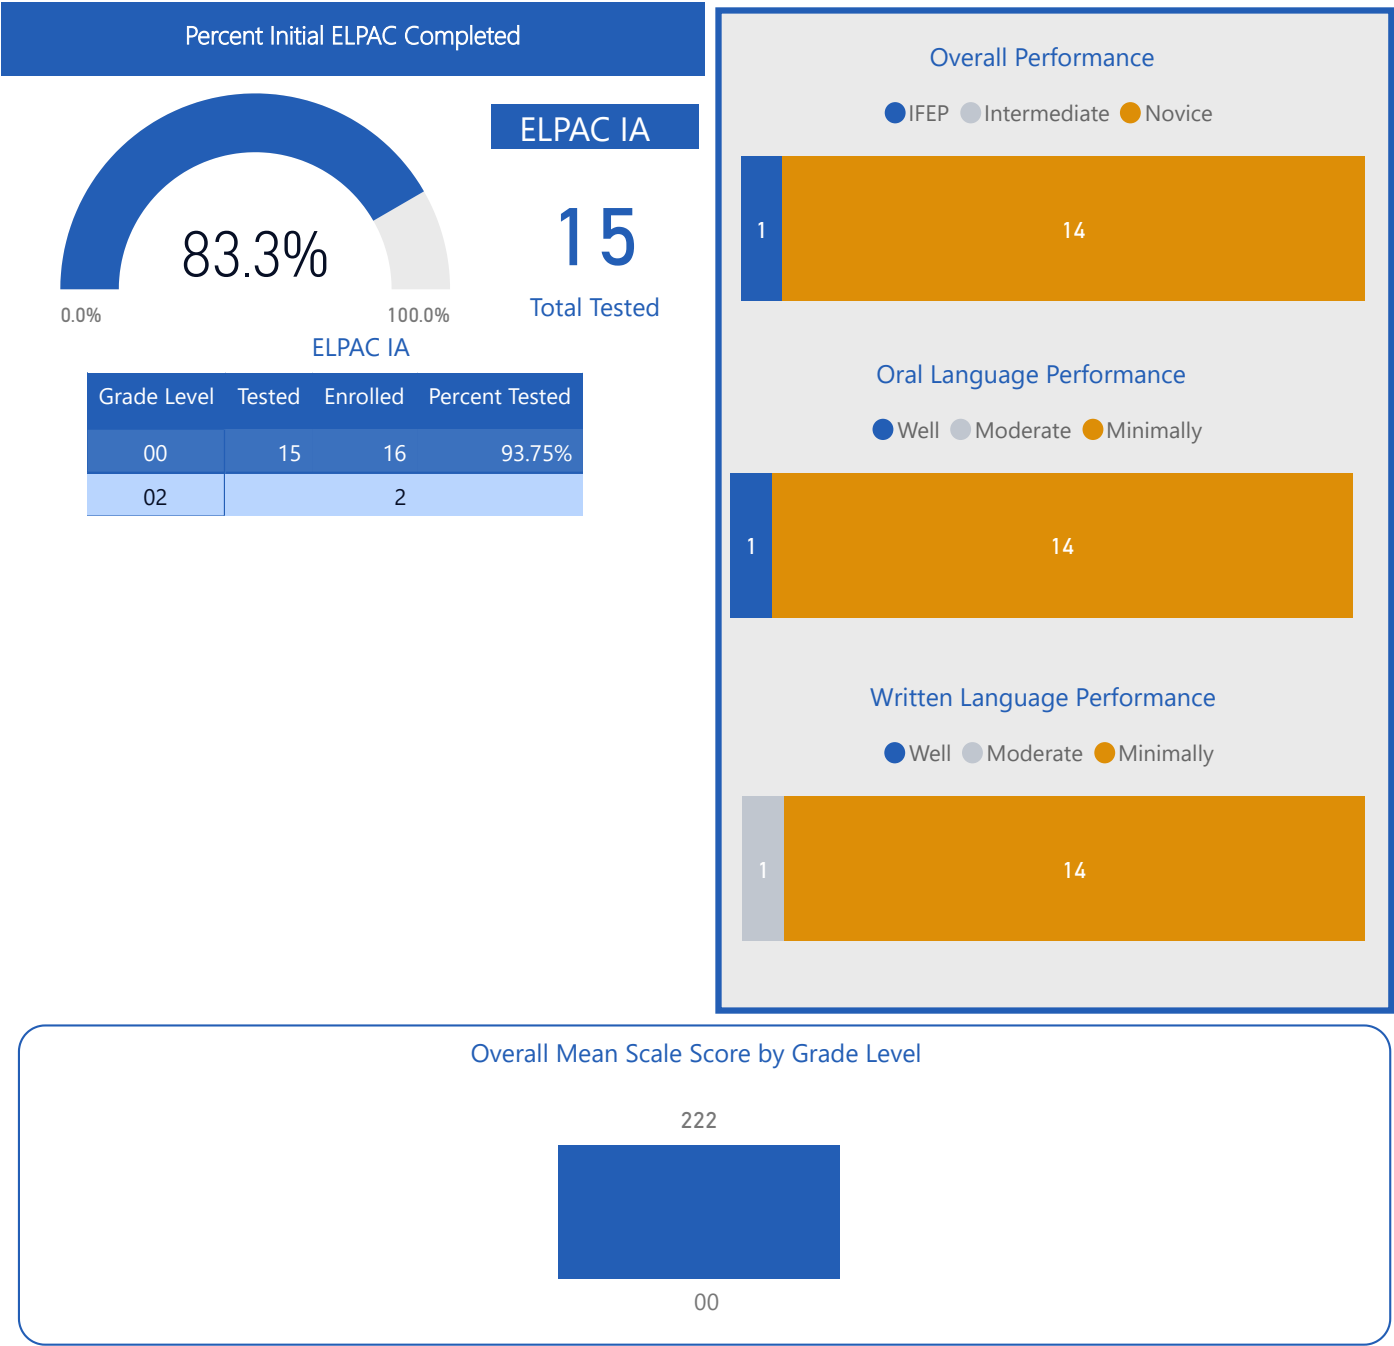 Percent Initial ELPAC Completed
83.3%
0.0%
100.0%
ELPAC IA
15
Total Tested
ELPAC IA
Grade Level Tested Enrolled Percent Tested
00 15 16 93.75%
02 2
Overall Performance
IFEP Intermediate Novice
1 14
Oral Language Performance
Well Moderate Minimally
1 14
Written Language Performance
Well Moderate Minimally
1 14
Overall Mean Scale Score by Grade Level
222
00